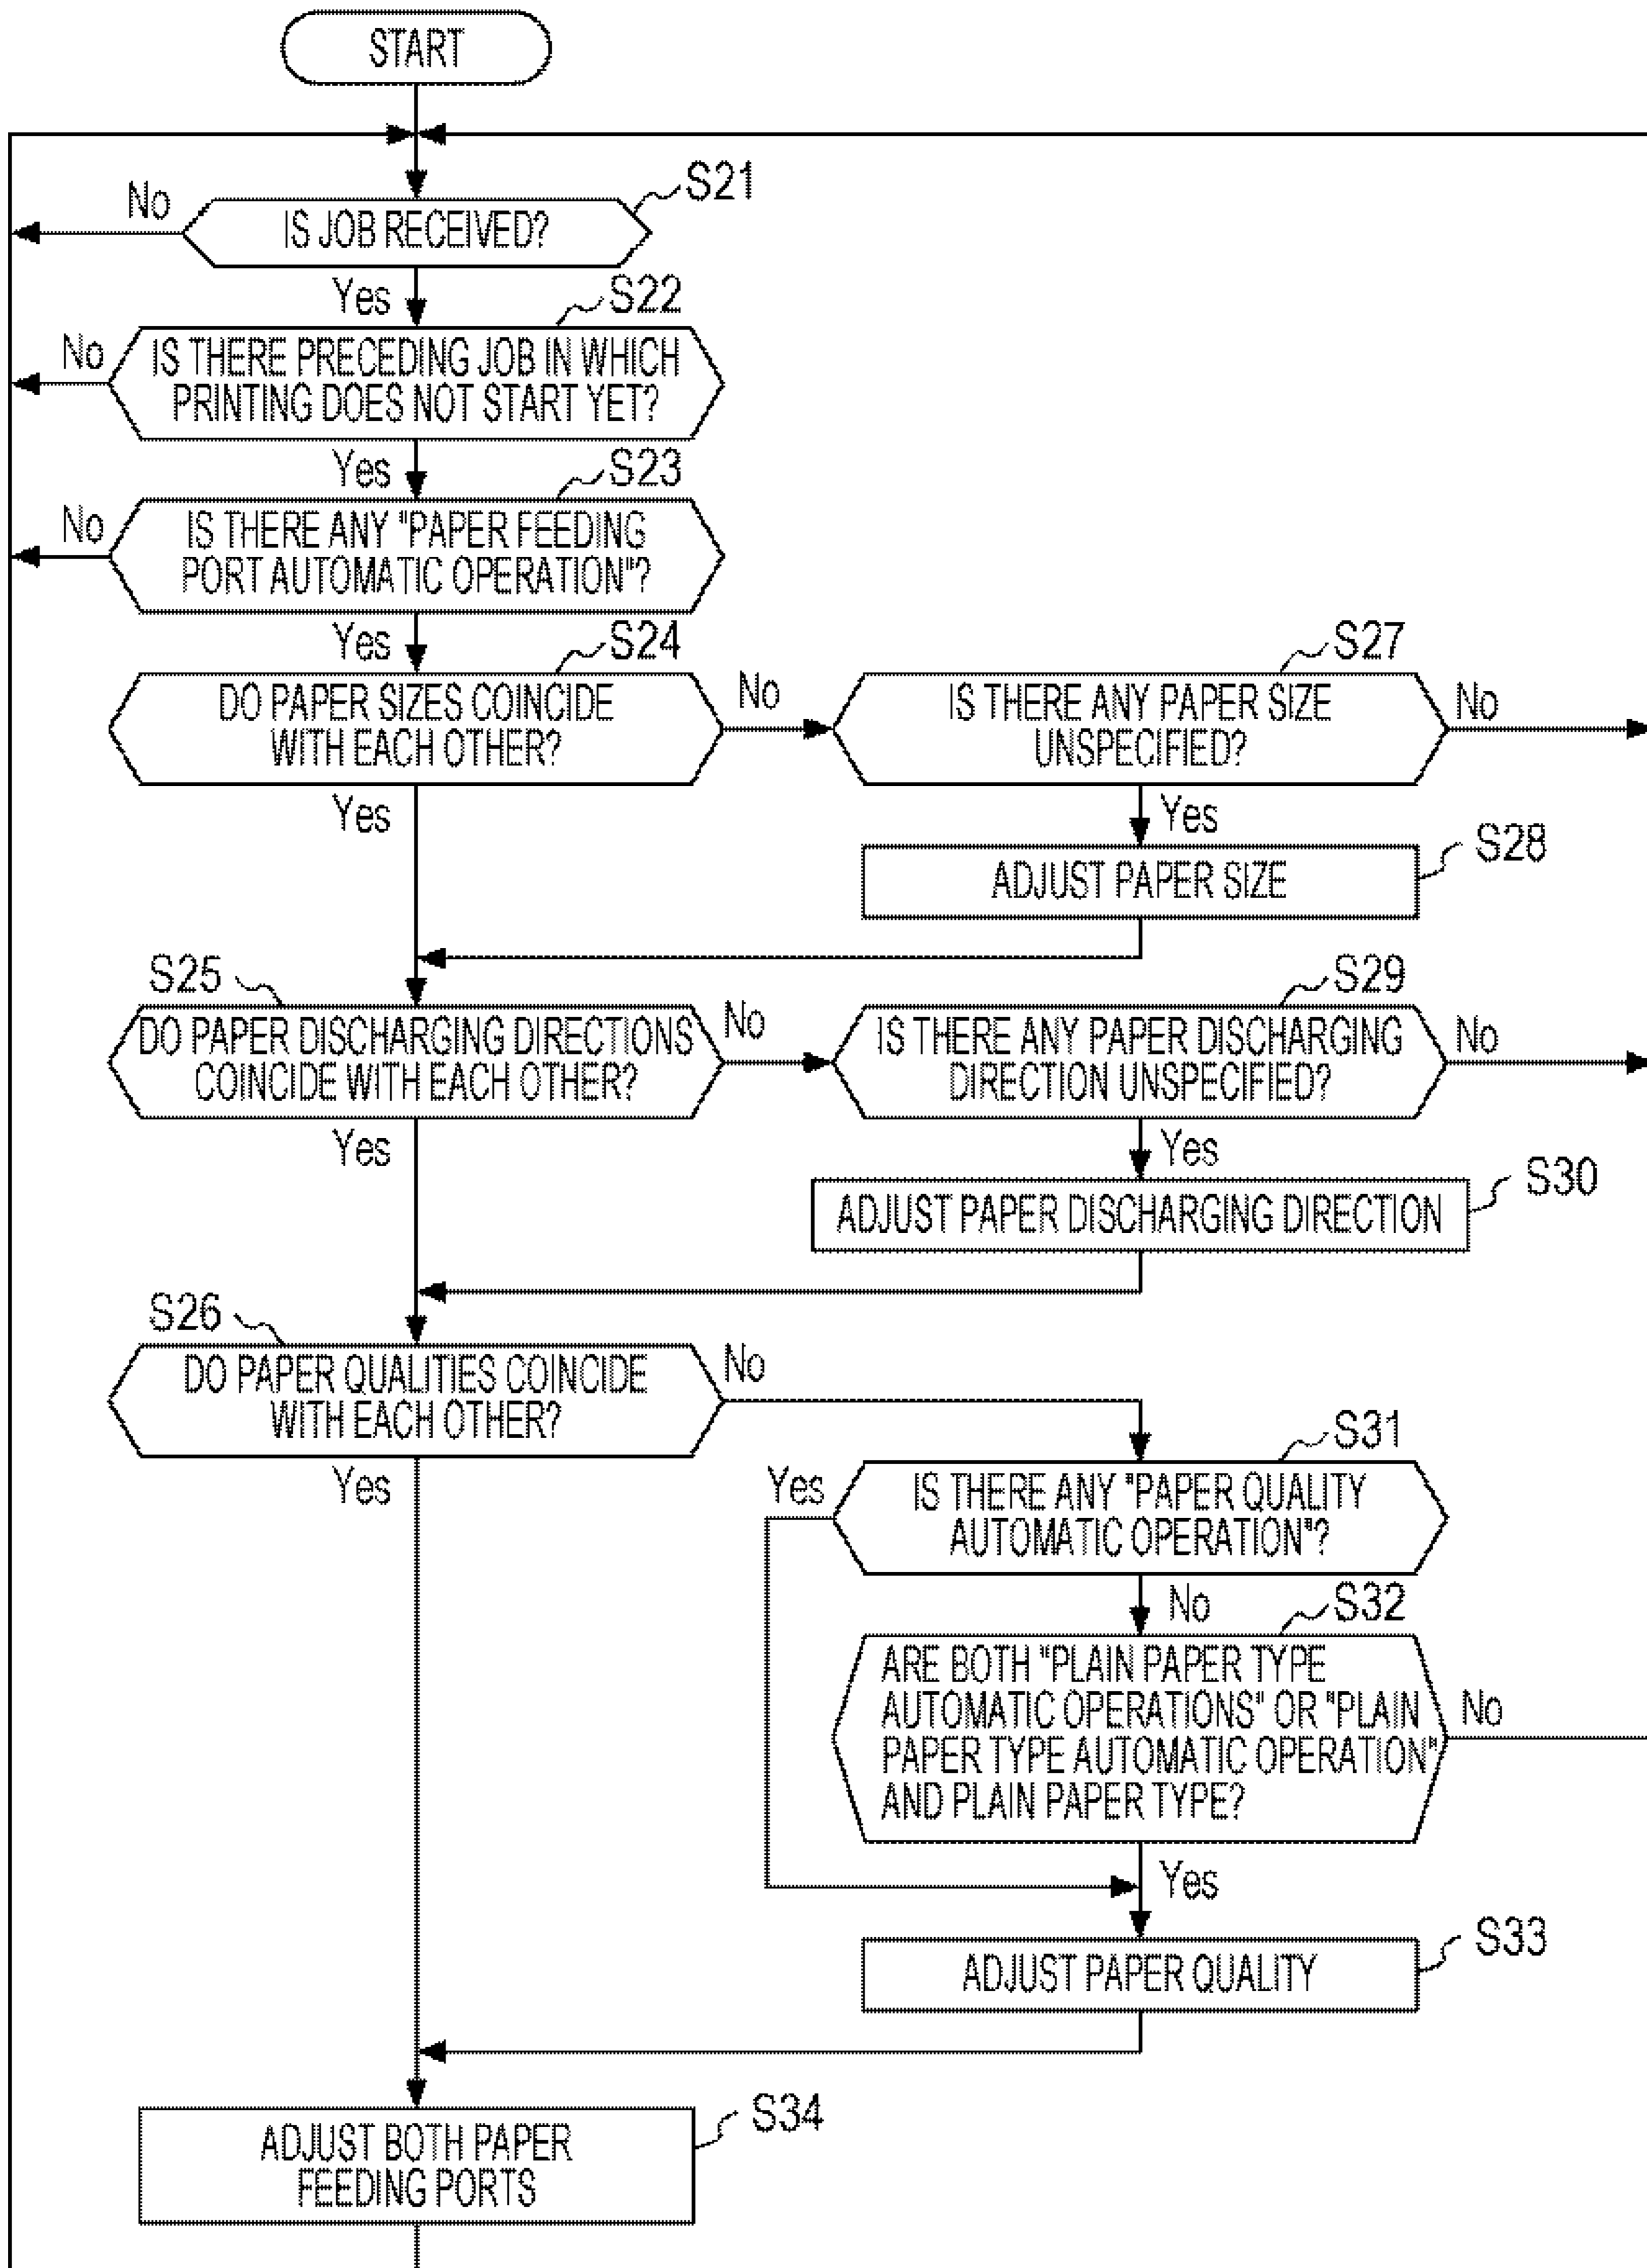 START
S21
No
IS JOB RECEIVED?
Yes
S22
No
IS THERE PRECEDING JOB IN WHICH
PRINTING DOES NOT START YET?
Yes
S23
No
IS THERE ANY "PAPER FEEDING
PORT AUTOMATIC OPERATION"?
Yes
S24
DO PAPER SIZES COINCIDE
WITH EACH OTHER?
No
S27
IS THERE ANY PAPER SIZE
UNSPECIFIED?
No
Yes
Yes
S28
ADJUST PAPER SIZE
S25
DO PAPER DISCHARGING DIRECTIONS
COINCIDE WITH EACH OTHER?
No
S29
IS THERE ANY PAPER DISCHARGING
DIRECTION UNSPECIFIED?
No
Yes
Yes
S30
ADJUST PAPER DISCHARGING DIRECTION
S26
DO PAPER QUALITIES COINCIDE
WITH EACH OTHER?
No
Yes
S31
Yes
IS THERE ANY "PAPER QUALITY
AUTOMATIC OPERATION"?
No
S32
ARE BOTH "PLAIN PAPER TYPE
AUTOMATIC OPERATIONS" OR "PLAIN
PAPER TYPE AUTOMATIC OPERATION"
AND PLAIN PAPER TYPE?
No
Yes
S33
ADJUST PAPER QUALITY
S34
ADJUST BOTH PAPER
FEEDING PORTS